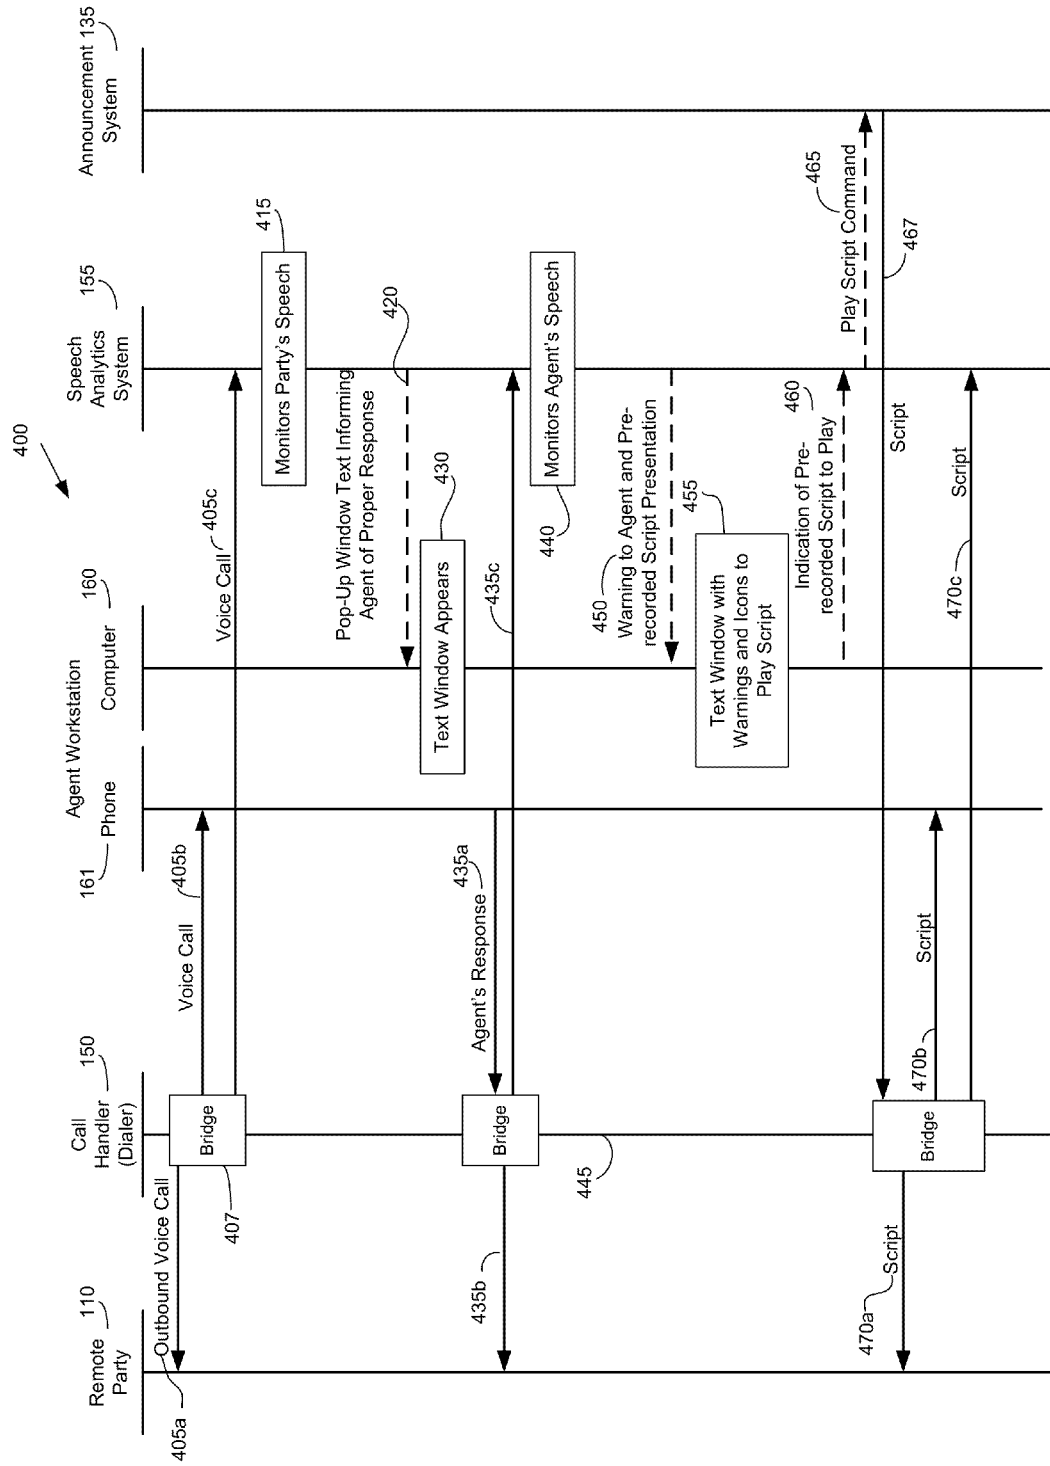 400
Remote
Party
110
Call
Handler
(Dialer)
150
Agent Workstation
Phone
161
Computer
160
Speech
Analytics
System
155
Announcement
System
135
Outbound Voice Call
405a
Bridge
407
Voice Call
405b
Voice Call
405c
Monitors Party's Speech
415
Pop-Up Window Text Informing
Agent of Proper Response
420
Text Window Appears
430
Agent's Response
435a
Bridge
435b
435c
445
Monitors Agent's Speech
440
450
Warning to Agent and Pre-
recorded Script Presentation
Text Window with
Warnings and Icons to
Play Script
455
Indication of Pre-
recorded Script to Play
460
Play Script Command
465
Script
467
Bridge
Script
470a
Script
470b
Script
470c